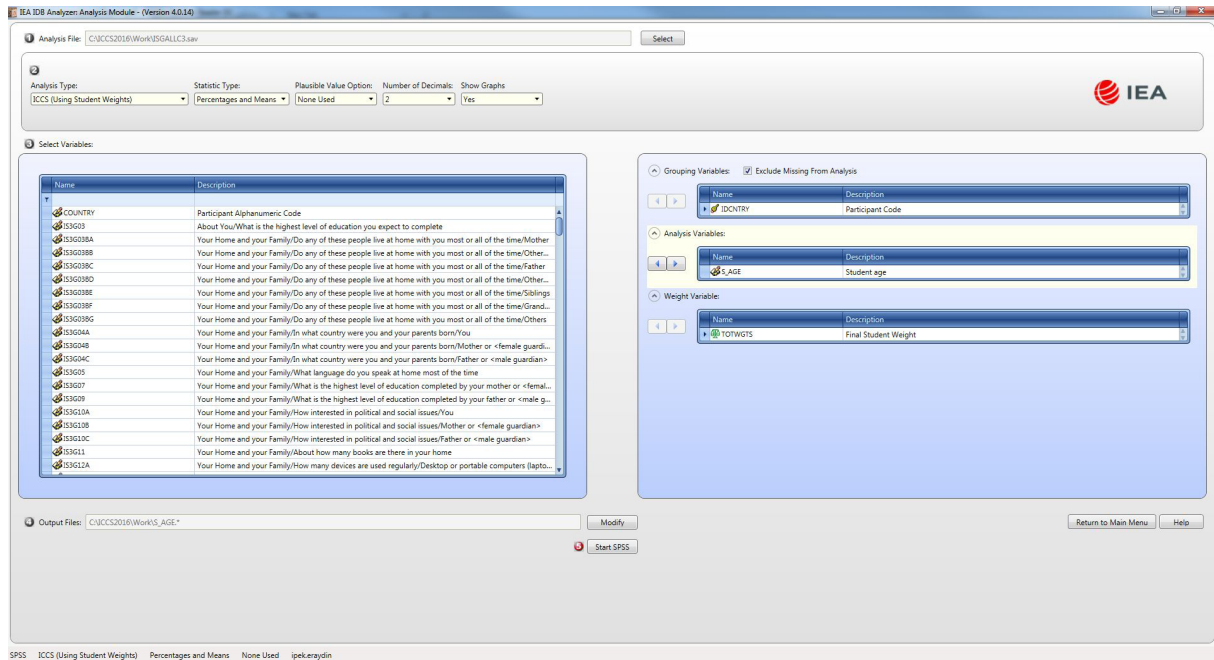 IEA IDB Analyzer: Analysis Module - (Version 4.0.14)
1 Analysis File: C:\ICCS2016\Work\ISGALLC3.sav Select
2
Analysis Type: Statistic Type: Plausible Value Option: Number of Decimals: Show Graphs
ICCS (Using Student Weights) Percentages and Means None Used 2 Yes
IEA
3 Select Variables:
Name Description
COUNTRY Participant Alphanumeric Code
IS3G03 About You/What is the highest level of education you expect to complete
IS3G03BA Your Home and your Family/Do any of these people live at home with you most or all of the time/Mother
IS3G03BB Your Home and your Family/Do any of these people live at home with you most or all of the time/Other...
IS3G03BC Your Home and your Family/Do any of these people live at home with you most or all of the time/Father
IS3G03BD Your Home and your Family/Do any of these people live at home with you most or all of the time/Other...
IS3G03BE Your Home and your Family/Do any of these people live at home with you most or all of the time/Siblings
IS3G03BF Your Home and your Family/Do any of these people live at home with you most or all of the time/Grand...
IS3G03BG Your Home and your Family/Do any of these people live at home with you most or all of the time/Others
IS3G04A Your Home and your Family/In what country were you and your parents born/You
IS3G04B Your Home and your Family/In what country were you and your parents born/Mother or <female guardi...
IS3G04C Your Home and your Family/In what country were you and your parents born/Father or <male guardian>
IS3G05 Your Home and your Family/What language do you speak at home most of the time
IS3G07 Your Home and your Family/What is the highest level of education completed by your mother or <femal...
IS3G09 Your Home and your Family/What is the highest level of education completed by your father or <male g...
IS3G10A Your Home and your Family/How interested in political and social issues/You
IS3G10B Your Home and your Family/How interested in political and social issues/Mother or <female guardian>
IS3G10C Your Home and your Family/How interested in political and social issues/Father or <male guardian>
IS3G11 Your Home and your Family/About how many books are there in your home
IS3G12A Your Home and your Family/How many devices are used regularly/Desktop or portable computers (lapto...
Grouping Variables: Exclude Missing From Analysis
Name Description
IDCNTRY Participant Code
Analysis Variables:
Name Description
S_AGE Student age
Weight Variable:
Name Description
TOTWGTS Final Student Weight
4 Output Files: C:\ICCS2016\Work\S_AGE.* Modify
Return to Main Menu Help
5 Start SPSS
SPSS ICCS (Using Student Weights) Percentages and Means None Used ipek.eraydin